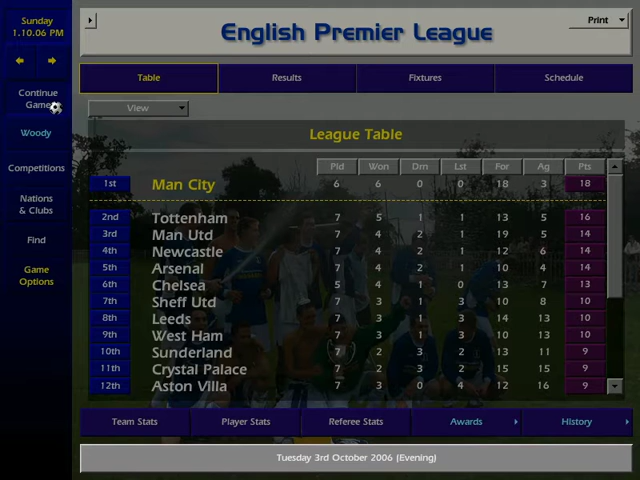 Sunday
1.10.06 PM
English Premier League
Print
Table
Results
Fixtures
Schedule
Continue
Game
Woody
Competitions
Nations
& Clubs
Find
Game
Options
View
League Table
Pld Won Drn Lst For Ag Pts
1st Man City 6 6 0 0 18 3 18
2nd Tottenham 7 5 1 1 13 5 16
3rd Man Utd 7 4 2 1 19 5 14
4th Newcastle 7 4 2 1 12 6 14
5th Arsenal 7 4 2 1 10 4 14
6th Chelsea 5 4 1 0 13 7 13
7th Sheff Utd 7 3 1 3 10 8 10
8th Leeds 7 3 1 3 14 13 10
9th West Ham 7 3 1 3 10 13 10
10th Sunderland 7 2 3 2 13 11 9
11th Crystal Palace 7 2 3 2 15 15 9
12th Aston Villa 7 3 0 4 12 16 9
Team Stats
Player Stats
Referee Stats
Awards
History
Tuesday 3rd October 2006 (Evening)